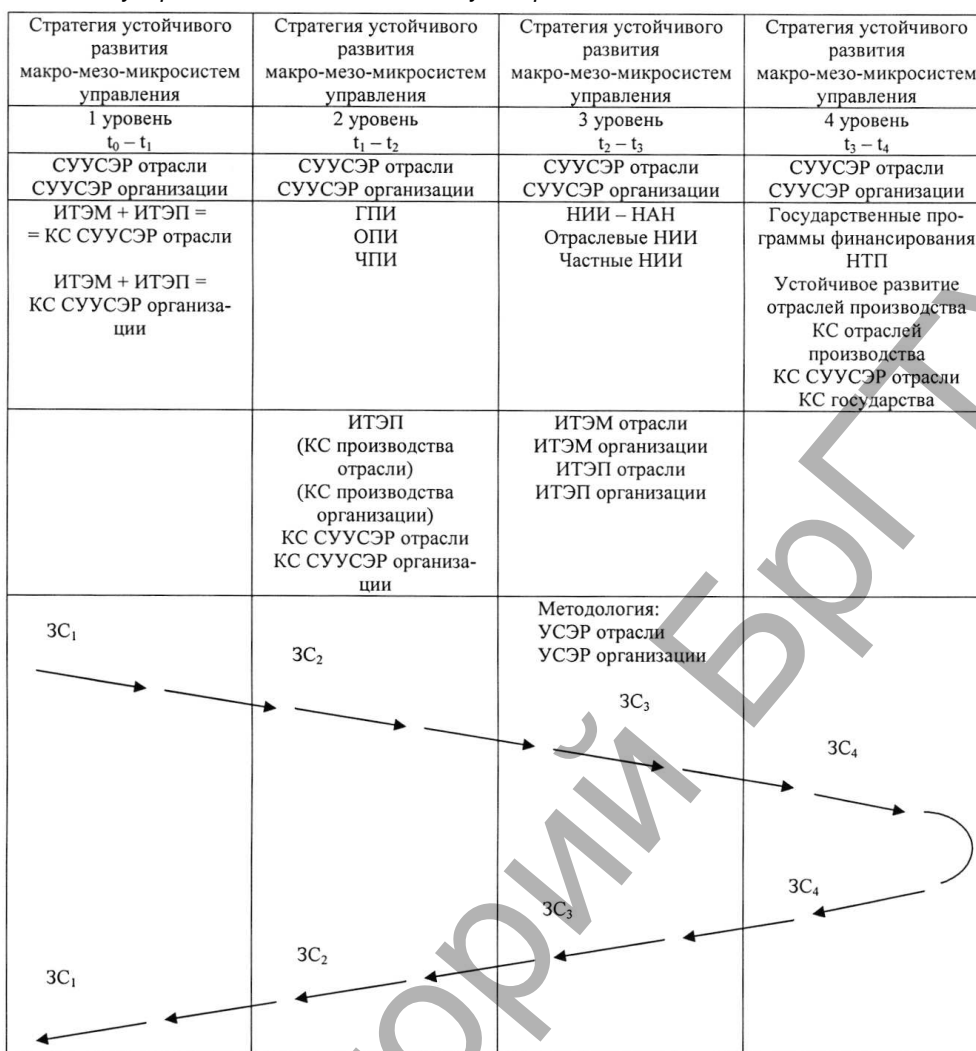 Стратегия устойчивого
развития
макро-мезо-микросистем
управления
Стратегия устойчивого
развития
макро-мезо-микросистем
управления
Стратегия устойчивого
развития
макро-мезо-микросистем
управления
Стратегия устойчивого
развития
макро-мезо-микросистем
управления
1 уровень
t₀ – t₁
2 уровень
t₁ – t₂
3 уровень
t₂ – t₃
4 уровень
t₃ – t₄
СУУСЭР отрасли
СУУСЭР организации
СУУСЭР отрасли
СУУСЭР организации
СУУСЭР отрасли
СУУСЭР организации
СУУСЭР отрасли
СУУСЭР организации
ИТЭМ + ИТЭП =
= КС СУУСЭР отрасли
ИТЭМ + ИТЭП =
КС СУУСЭР организа-
ции
ГПИ
ОПИ
ЧПИ
НИИ – НАН
Отраслевые НИИ
Частные НИИ
Государственные про-
граммы финансирования
НТП
Устойчивое развитие
отраслей производства
КС отраслей
производства
КС СУУСЭР отрасли
КС государства
ИТЭП
(КС производства
отрасли)
(КС производства
организации)
КС СУУСЭР отрасли
КС СУУСЭР организа-
ции
ИТЭМ отрасли
ИТЭМ организации
ИТЭП отрасли
ИТЭП организации
Методология:
УСЭР отрасли
УСЭР организации
ЗС₁
ЗС₂
ЗС₃
ЗС₄
ЗС₄
ЗС₃
ЗС₂
ЗС₁